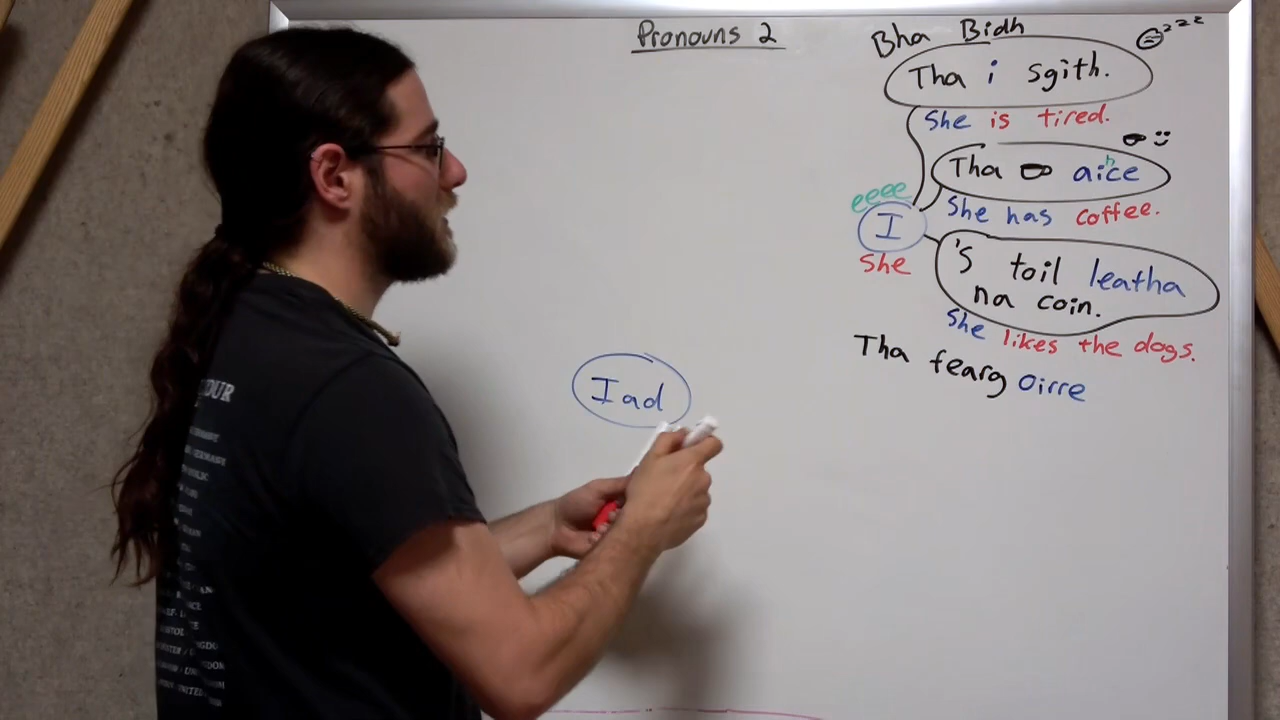 Pronouns 2
Bha Bidh
zzz
Tha i sgith.
She is tired.
Tha aice
h
She has coffee.
eeee
I
she
's toil leatha
na coin.
She likes the dogs.
Tha fearg oirre
Iad